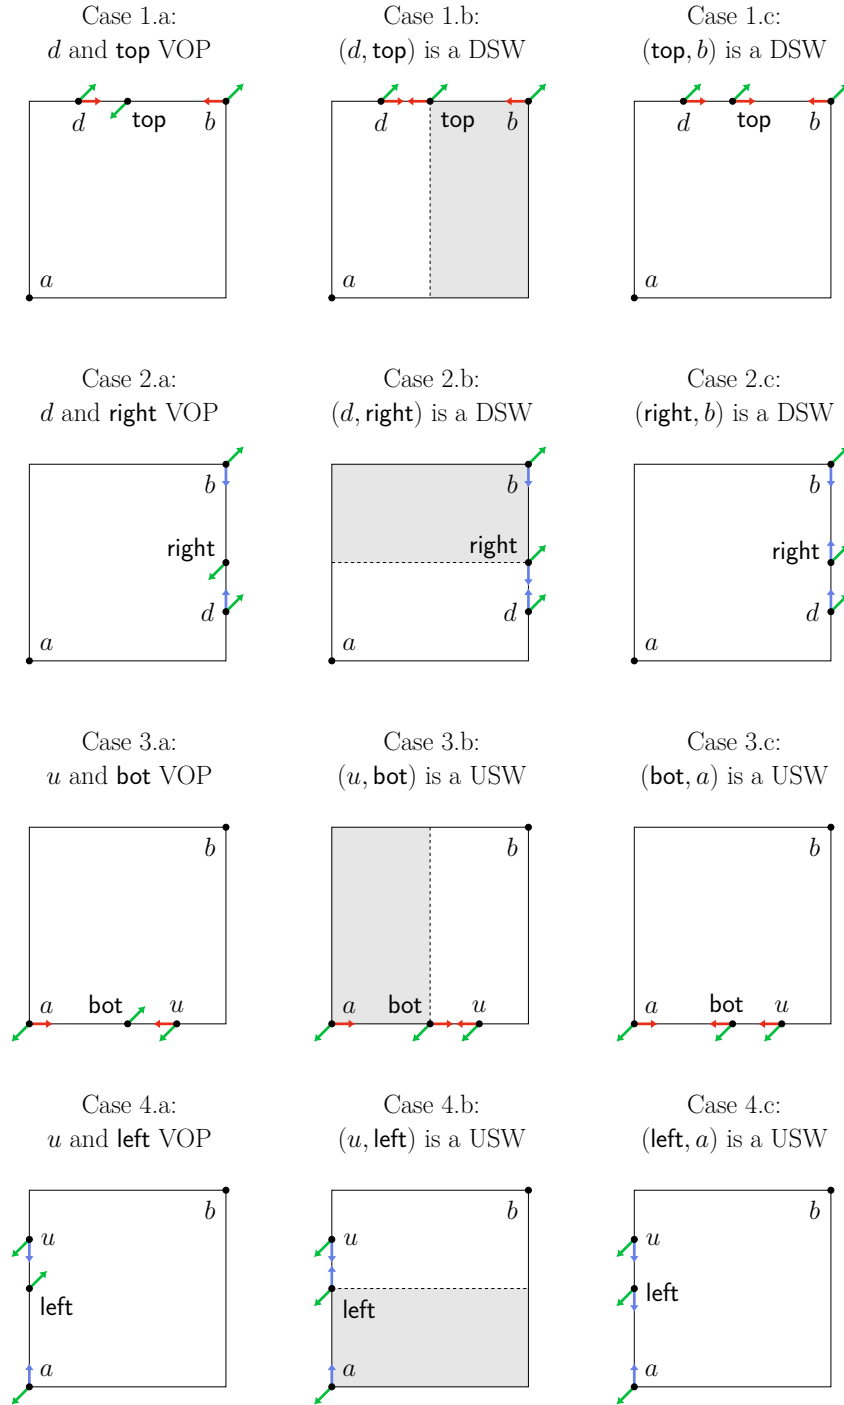 Case 1.a: Case 1.b: Case 1.c:
d and top VOP (d, top) is a DSW (top, b) is a DSW
d top b d top b d top b
a a a
Case 2.a: Case 2.b: Case 2.c:
d and right VOP (d, right) is a DSW (right, b) is a DSW
b b b
right right right
d d d
a a a
Case 3.a: Case 3.b: Case 3.c:
u and bot VOP (u, bot) is a USW (bot, a) is a USW
b b b
a bot u a bot u a bot u
Case 4.a: Case 4.b: Case 4.c:
u and left VOP (u, left) is a USW (left, a) is a USW
b b b
u u u
left left left
a a a